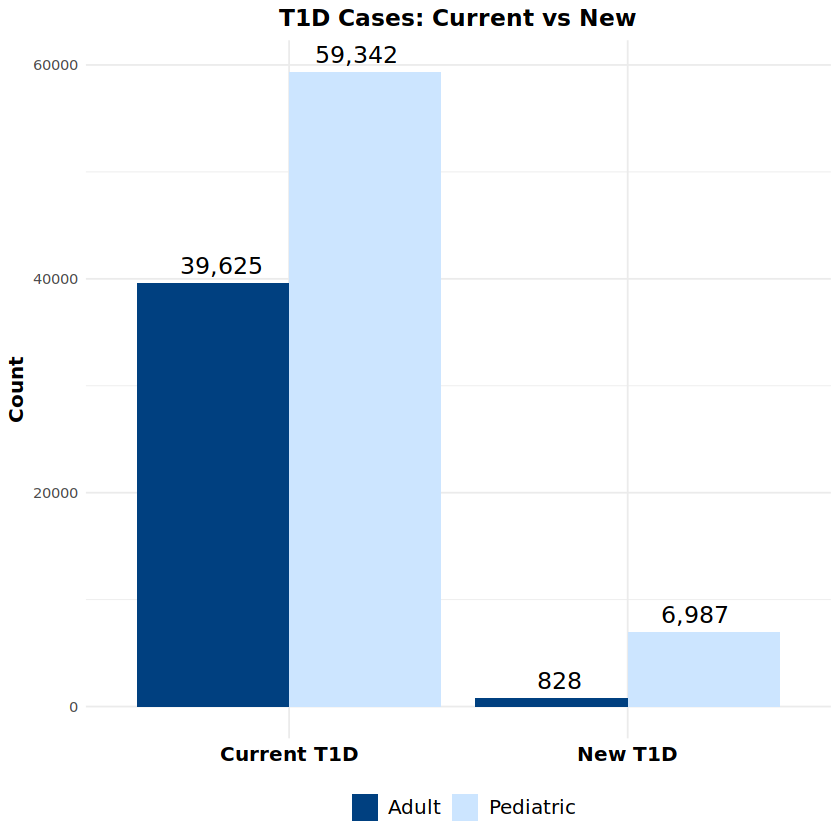 T1D Cases: Current vs New
59,342
60000
39,625
40000
Count
20000
6,987
828
0
Current T1D New T1D
Adult Pediatric